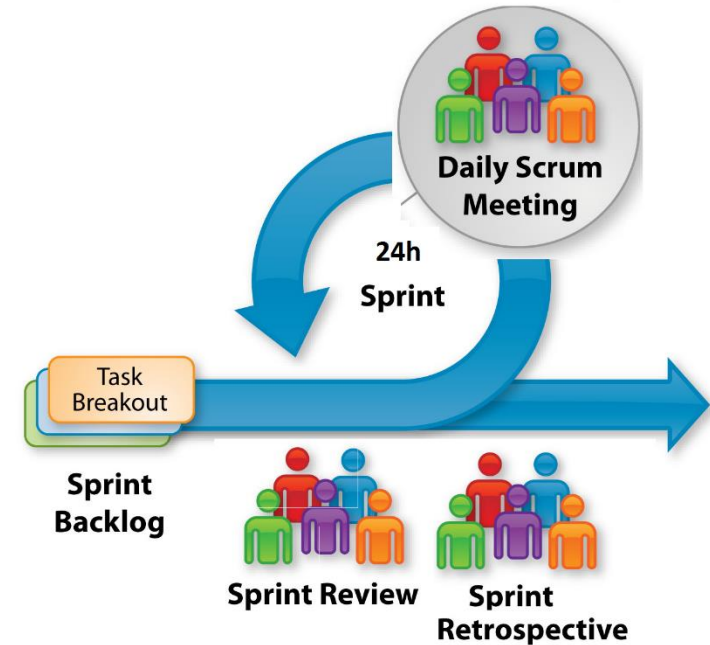 Daily Scrum
Meeting
24h
Sprint
Task
Breakout
Sprint
Backlog
Sprint Review
Sprint
Retrospective